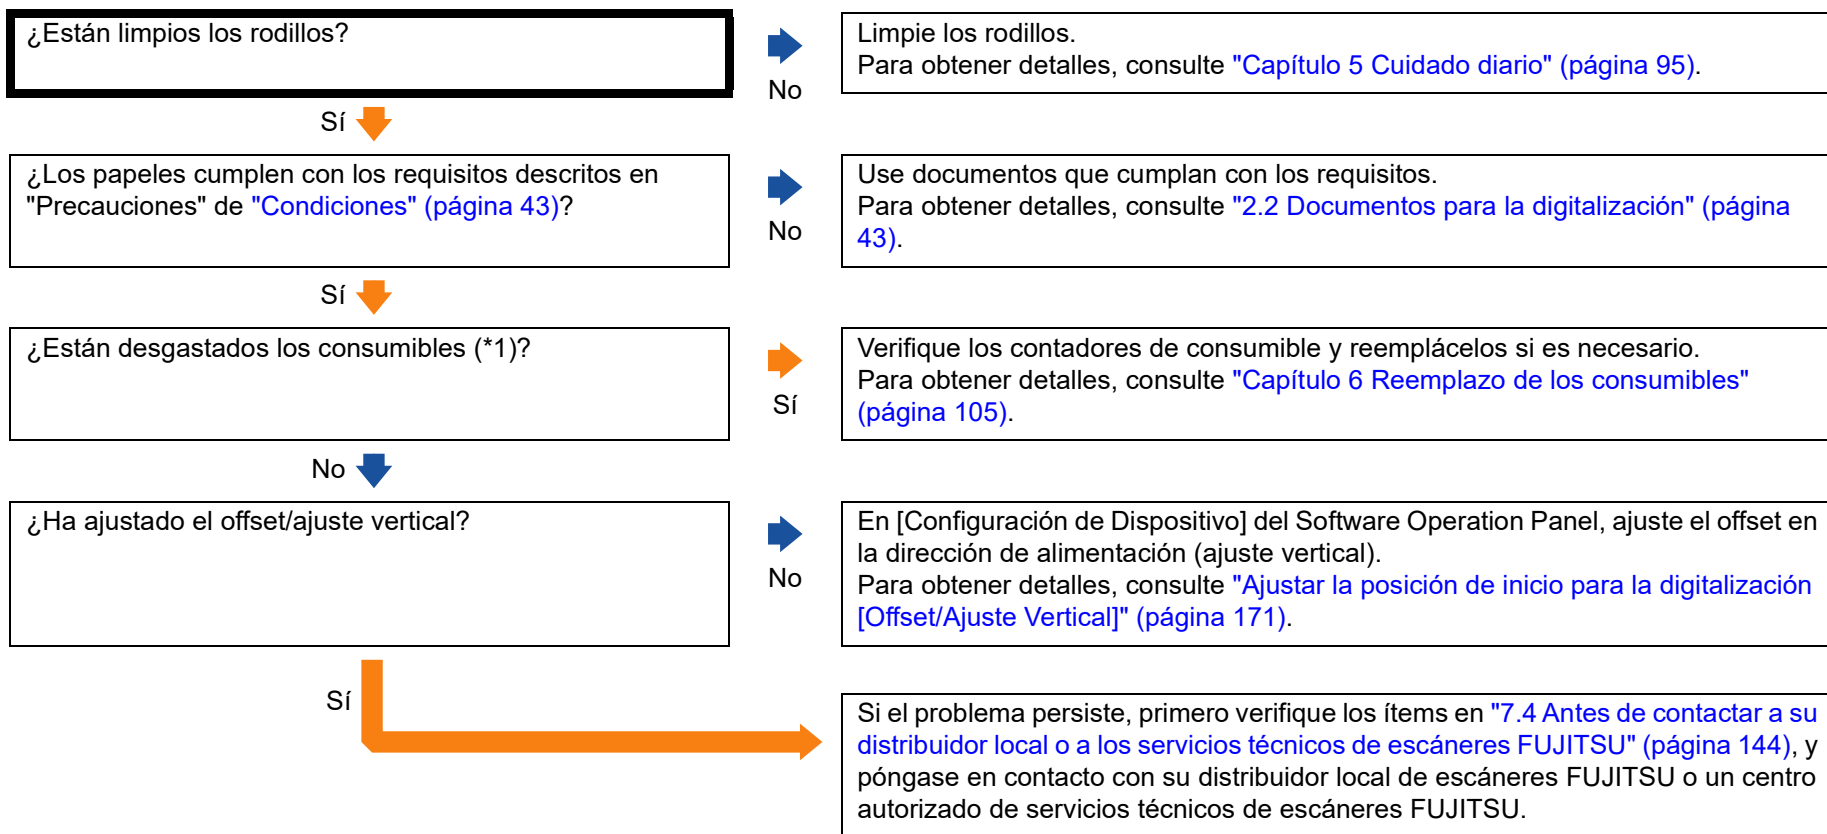 ¿Están limpios los rodillos?
No
Limpie los rodillos.
Para obtener detalles, consulte "Capítulo 5 Cuidado diario" (página 95).
Sí
¿Los papeles cumplen con los requisitos descritos en
"Precauciones" de "Condiciones" (página 43)?
No
Use documentos que cumplan con los requisitos.
Para obtener detalles, consulte "2.2 Documentos para la digitalización" (página
43).
Sí
¿Están desgastados los consumibles (*1)?
Sí
Verifique los contadores de consumible y reemplácelos si es necesario.
Para obtener detalles, consulte "Capítulo 6 Reemplazo de los consumibles"
(página 105).
No
¿Ha ajustado el offset/ajuste vertical?
No
En [Configuración de Dispositivo] del Software Operation Panel, ajuste el offset en
la dirección de alimentación (ajuste vertical).
Para obtener detalles, consulte "Ajustar la posición de inicio para la digitalización
[Offset/Ajuste Vertical]" (página 171).
Sí
Si el problema persiste, primero verifique los ítems en "7.4 Antes de contactar a su
distribuidor local o a los servicios técnicos de escáneres FUJITSU" (página 144), y
póngase en contacto con su distribuidor local de escáneres FUJITSU o un centro
autorizado de servicios técnicos de escáneres FUJITSU.